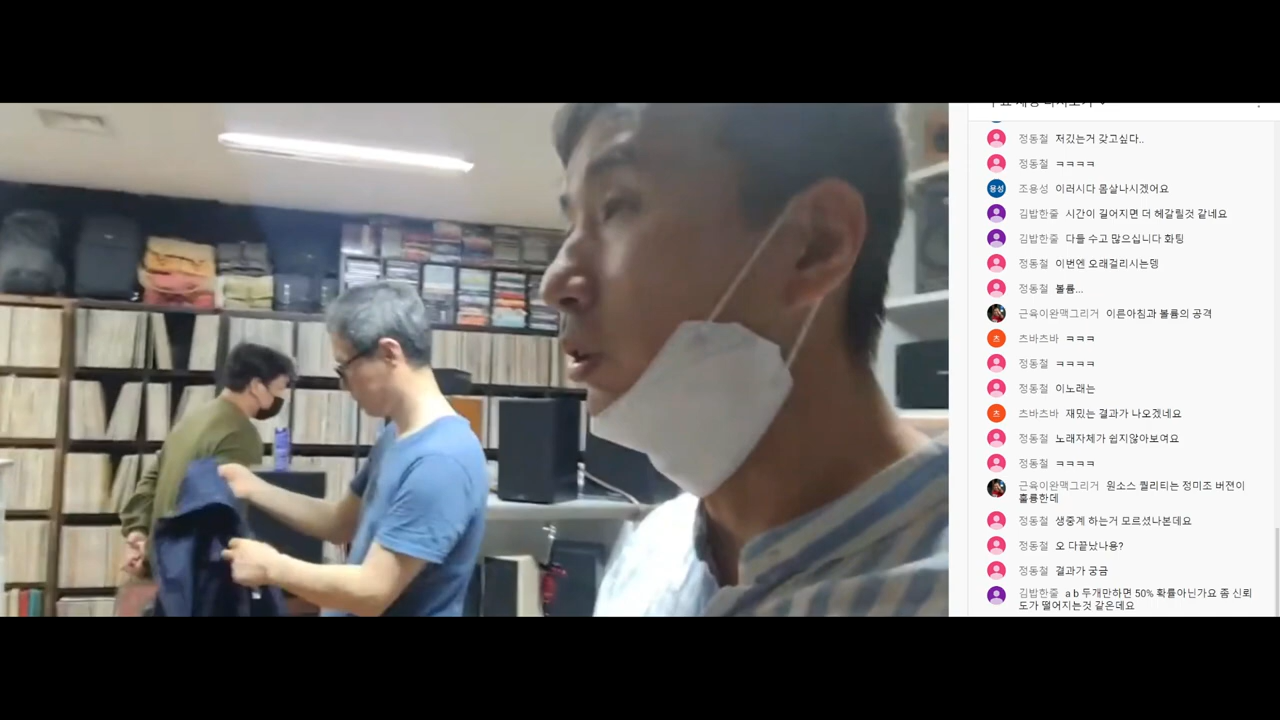 정동철 저깄는거 갖고싶다..
정동철 ㅋㅋㅋㅋ
용성 조용성 이러시다 몸살나시겠어요
김밥한줄 시간이 길어지면 더 헤갈릴것 같네요
김밥한줄 다들 수고 많으십니다 화팅
정동철 이번엔 오래걸리시는뎅
정동철 볼륨...
근육이완맥그리거 이른아침과 볼륨의 공격
츠 츠바츠바 ㅋㅋㅋ
정동철 ㅋㅋㅋㅋ
정동철 이노래는
츠 츠바츠바 재밌는 결과가 나오겠네요
정동철 노래자체가 쉽지않아보여요
정동철 ㅋㅋㅋㅋ
근육이완맥그리거 원소스 퀄리티는 정미조 버젼이
훌륭한데
정동철 생중계 하는거 모르셨나본데요
정동철 오 다끝났나용?
정동철 결과가 궁금
김밥한줄 a b 두개만하면 50% 확률아닌가요 좀 신뢰
도가 떨어지는것 같은데요